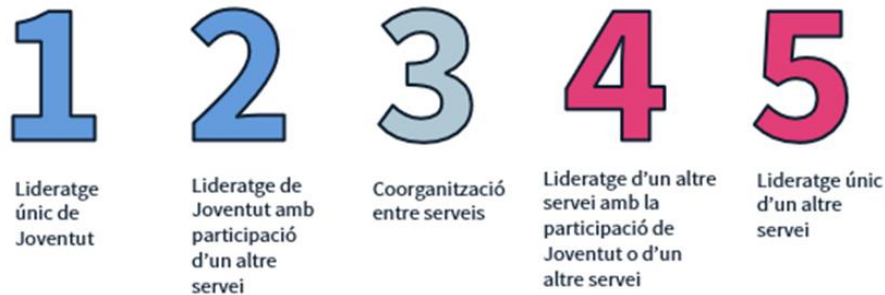 1
2
3
4
5
Lideratge
únic de
Joventut
Lideratge de
Joventut amb
participació
d'un altre
servei
Coorganització
entre serveis
Lideratge d'un altre
servei amb la
participació de
Joventut o d'un
altre servei
Lideratge únic
d'un altre
servei